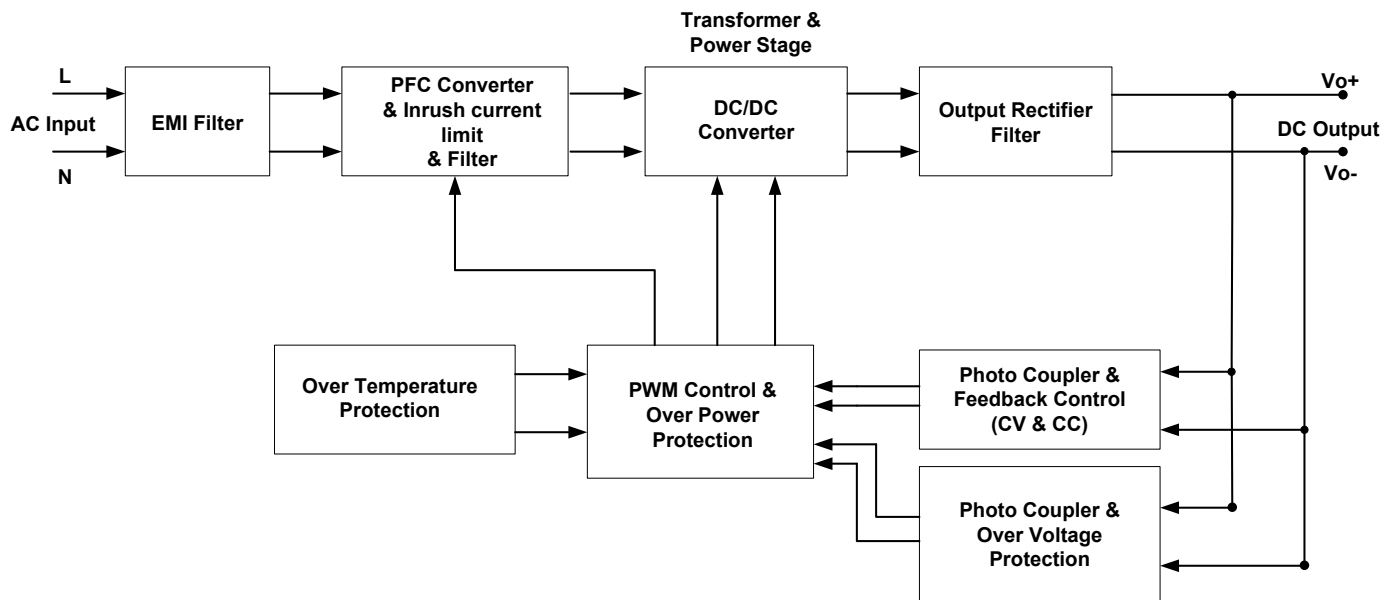 Transformer &
Power Stage
L
AC Input
N
EMI Filter
PFC Converter
& Inrush current
limit
& Filter
DC/DC
Converter
Output Rectifier
Filter
Vo+
DC Output
Vo-
Over Temperature
Protection
PWM Control &
Over Power
Protection
Photo Coupler &
Feedback Control
(CV & CC)
Photo Coupler &
Over Voltage
Protection